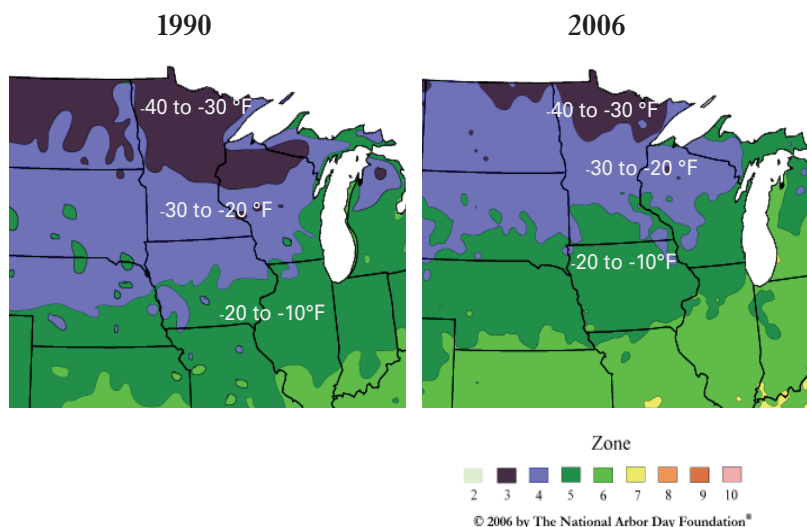 1990
2006
-40 to -30 °F
-30 to -20 °F
-20 to -10°F
-40 to -30 °F
-30 to -20 °F
-20 to -10°F
Zone
2 3 4 5 6 7 8 9 10
© 2006 by The National Arbor Day Foundation®